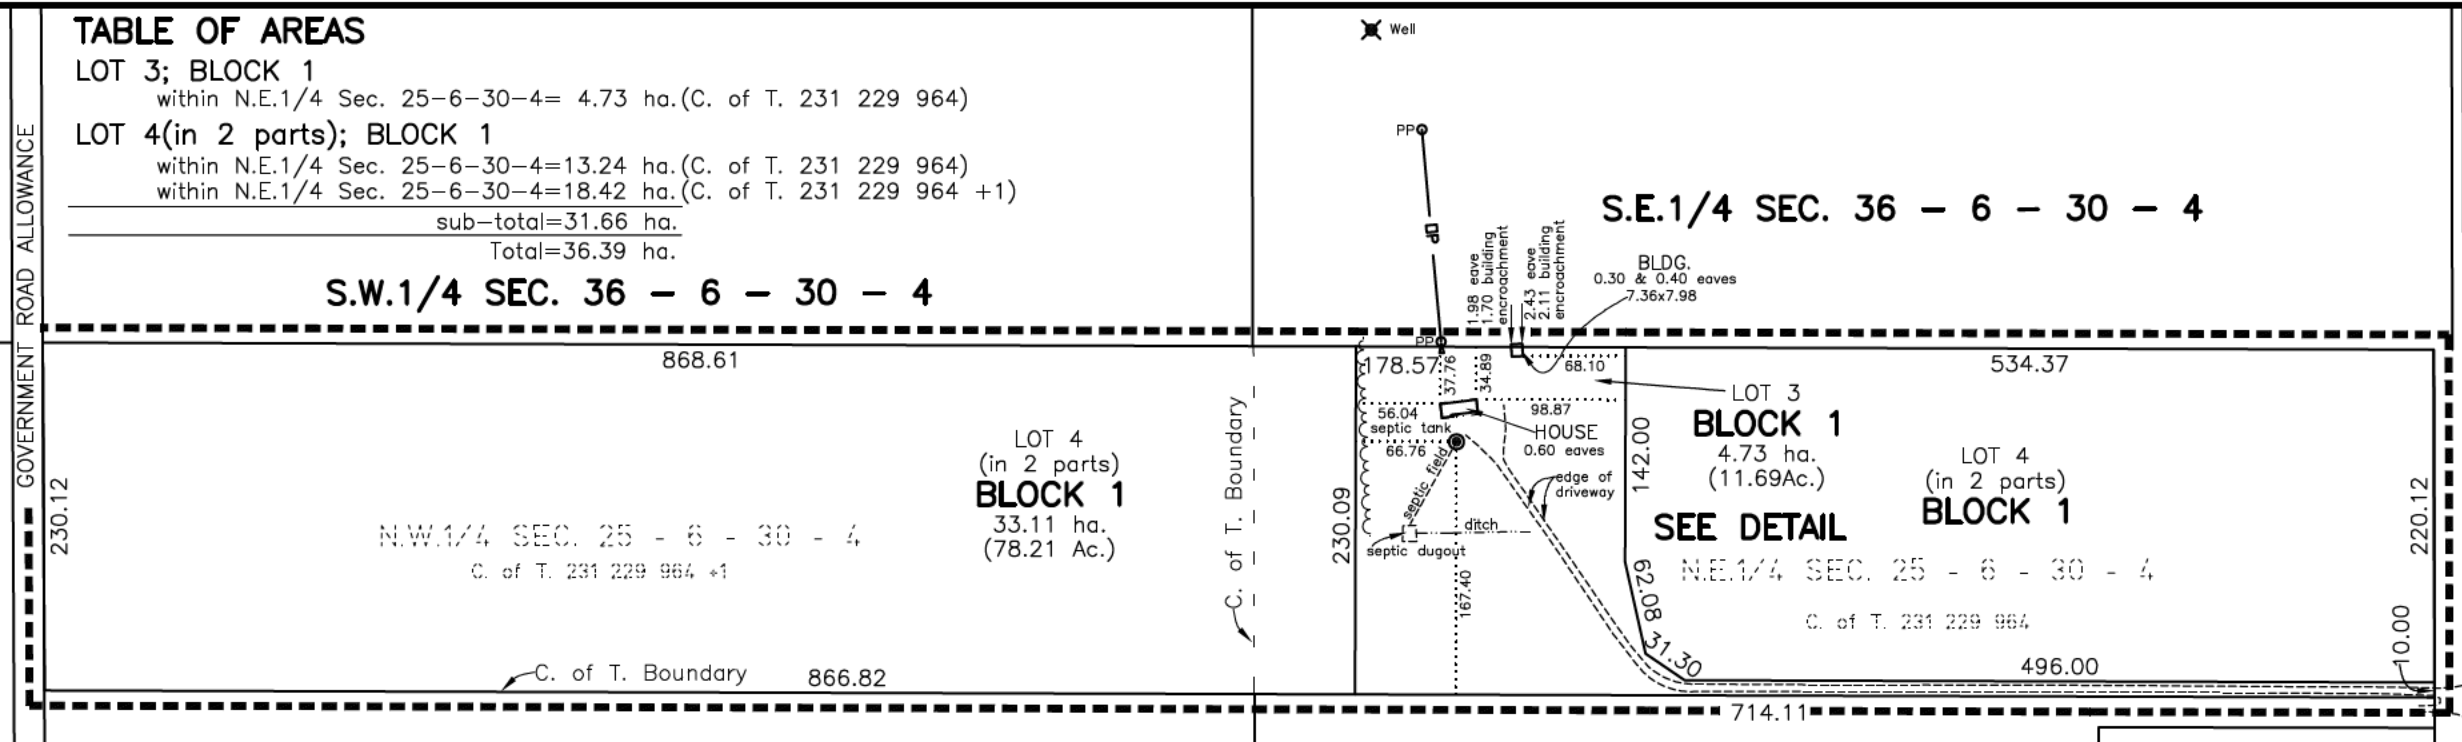 TABLE OF AREAS
LOT 3; BLOCK 1
within N.E.1/4 Sec. 25-6-30-4= 4.73 ha.(C. of T. 231 229 964)
LOT 4(in 2 parts); BLOCK 1
within N.E.1/4 Sec. 25-6-30-4=13.24 ha.(C. of T. 231 229 964)
within N.E.1/4 Sec. 25-6-30-4=18.42 ha.(C. of T. 231 229 964 +1)
sub-total=31.66 ha.
Total=36.39 ha.
S.W.1/4 SEC. 36 - 6 - 30 - 4
GOVERNMENT ROAD ALLOWANCE
Well
PP
DP
PP
S.E.1/4 SEC. 36 - 6 - 30 - 4
1.98 eave
1.70 building
encroachment
2.43 eave
2.11 building
encroachment
BLDG.
0.30 & 0.40 eaves
7.36x7.98
868.61
178.57
37.76
34.89
68.10
534.37
230.12
LOT 4
(in 2 parts)
BLOCK 1
33.11 ha.
(78.21 Ac.)
N.W.1/4 SEC. 25 - 6 - 30 - 4
C. of T. 231 229 964 +1
C. of T. Boundary
230.09
56.04
septic tank
66.76
septic field
septic dugout
ditch
167.40
98.87
HOUSE
0.60 eaves
edge of
driveway
142.00
62.08
31.30
LOT 3
BLOCK 1
4.73 ha.
(11.69Ac.)
SEE DETAIL
LOT 4
(in 2 parts)
BLOCK 1
N.E.1/4 SEC. 25 - 6 - 30 - 4
C. of T. 231 229 964
220.12
10.00
C. of T. Boundary
866.82
496.00
714.11